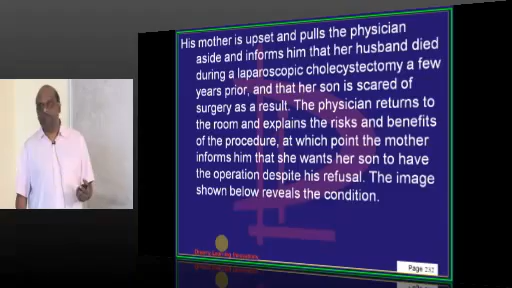 His mother is upset and pulls the physician
aside and informs him that her husband died
during a laparoscopic cholecystectomy a few
years prior, and that her son is scared of
surgery as a result. The physician returns to
the room and explains the risks and benefits
of the procedure, at which point the mother
informs him that she wants her son to have
the operation despite his refusal. The image
shown below reveals the condition.
Page